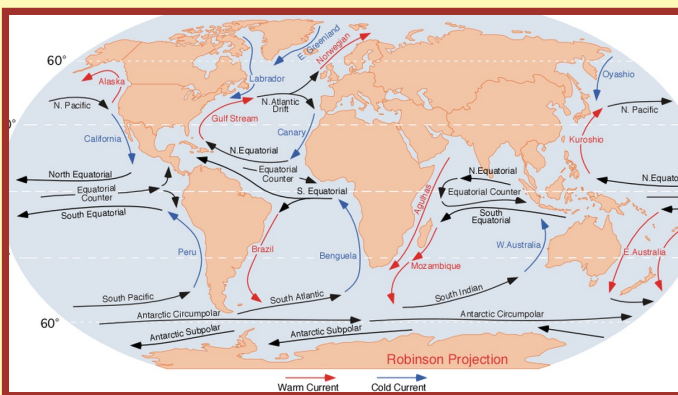 60°
0°
60°
Alaska
N. Pacific
California
North Equatorial
Equatorial
Counter
South Equatorial
Peru
South Pacific
Antarctic Circumpolar
Antarctic Subpolar
Labrador
E. Greenland
Norwegian
Gulf Stream
N. Atlantic
Drift
Canary
N.Equatorial
Equatorial
Counter
S. Equatorial
Brazil
Benguela
South Atlantic
Antarctic Subpolar
Agulhas
Mozambique
N.Equatorial
Equatorial Counter
South
Equatorial
W.Australia
South Indian
Antarctic Circumpolar
Oyashio
N. Pacific
Kuroshio
N.Equato
E.Australia
Robinson Projection
Warm Current
Cold Current